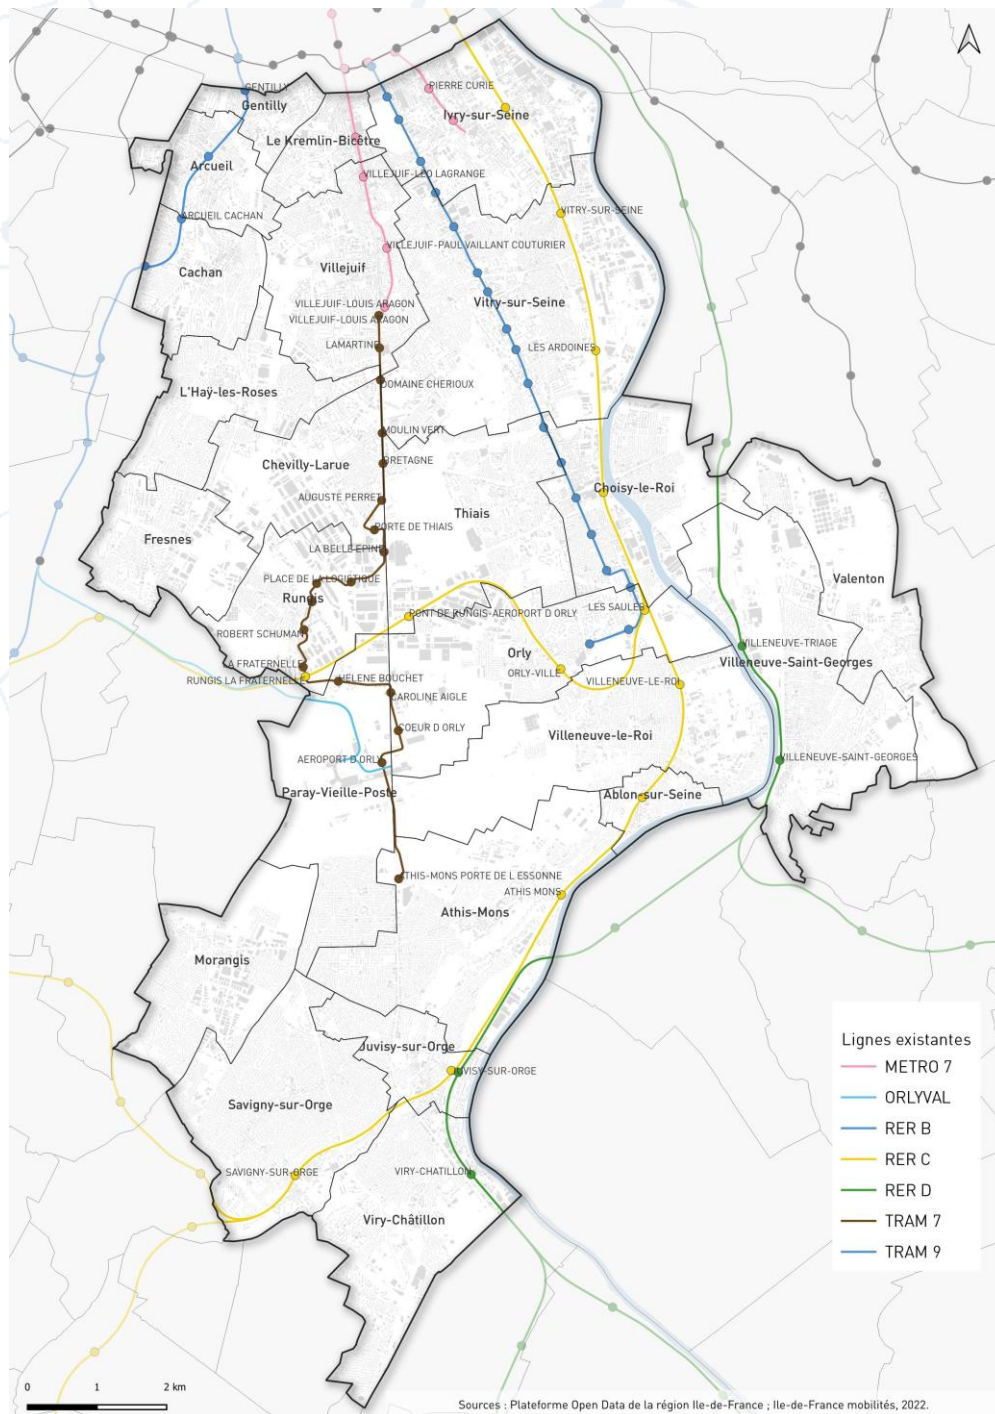 GENTILLY
Gentilly
PIERRE CURIE
Ivry-sur-Seine
Le Kremlin-Bicêtre
Arcueil
VILLEJUIF-LEO LAGRANGE
ARCUEIL CACHAN
VITRY-SUR-SEINE
VILLEJUIF-PAUL VAILLANT COUTURIER
Cachan
Villejuif
Vitry-sur-Seine
VILLEJUIF-LOUIS ARAGON
VILLEJUIF-LOUIS ARAGON
LAMARTINE
LES ARDOINES
DOMAINE CHERIOUX
L'Haÿ-les-Roses
MOULIN VERT
BRETAGNE
Chevilly-Larue
Choisy-le-Roi
AUGUSTE PERRET
Thiais
PORTE DE THIAIS
Fresnes
LA BELLE EPINE
PLACE DE LA LOGISTIQUE
Valenton
Rungis
LES SAULES
PONT DE RUNGIS-AEROPORT D ORLY
ROBERT SCHUMAN
VILLENEUVE-TRIAGE
Orly
LA FRATERNELLE
Villeneuve-Saint-Georges
ORLY-VILLE
RUNGIS LA FRATERNELLE
HELENE BOUCHET
VILLENEUVE-LE-ROI
CAROLINE AIGLE
COEUR D ORLY
Villeneuve-le-Roi
AEROPORT D ORLY
VILLENEUVE-SAINT-GEORGES
Paray-Vieille-Poste
Ablon-sur-Seine
ATHIS-MONS PORTE DE L ESSONNE
ATHIS MONS
Athis-Mons
Morangis
Juvisy-sur-Orge
JUVISY-SUR-ORGE
Savigny-sur-Orge
SAVIGNY-SUR-ORGE
VIRY-CHATILLON
Viry-Châtillon
Lignes existantes
METRO 7
ORLYVAL
RER B
RER C
RER D
TRAM 7
TRAM 9
0 1 2 km
Sources : Plateforme Open Data de la région Ile-de-France ; Ile-de-France mobilités, 2022.